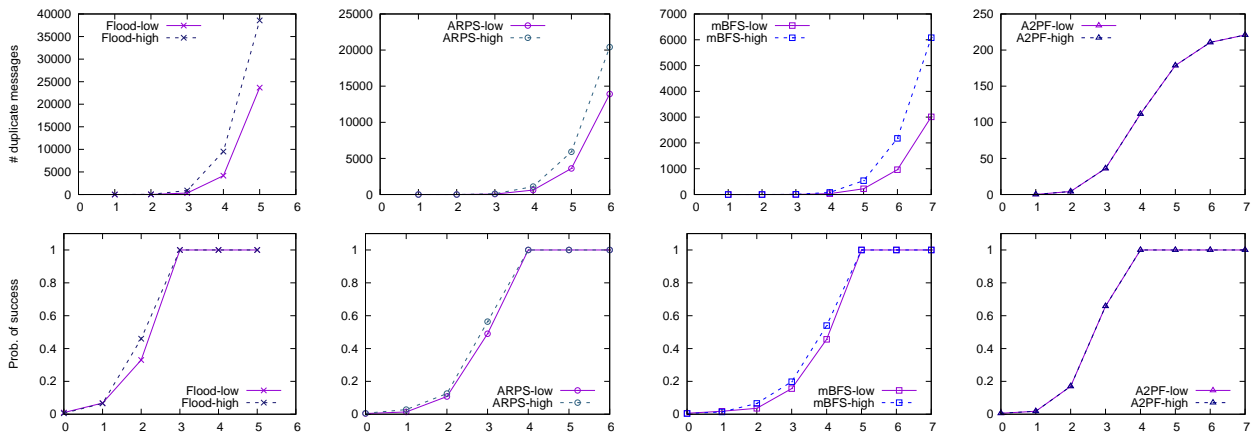 # duplicate messages
40000
35000
30000
25000
20000
15000
10000
5000
0
0 1 2 3 4 5 6
Flood-low
Flood-high
25000
20000
15000
10000
5000
0
0 1 2 3 4 5 6
ARPS-low
ARPS-high
7000
6000
5000
4000
3000
2000
1000
0
0 1 2 3 4 5 6 7
mBFS-low
mBFS-high
250
200
150
100
50
0
0 1 2 3 4 5 6 7
A2PF-low
A2PF-high
Prob. of success
1
0.8
0.6
0.4
0.2
0
0 1 2 3 4 5 6
Flood-low
Flood-high
1
0.8
0.6
0.4
0.2
0
0 1 2 3 4 5 6
ARPS-low
ARPS-high
1
0.8
0.6
0.4
0.2
0
0 1 2 3 4 5 6 7
mBFS-low
mBFS-high
1
0.8
0.6
0.4
0.2
0
0 1 2 3 4 5 6 7
A2PF-low
A2PF-high